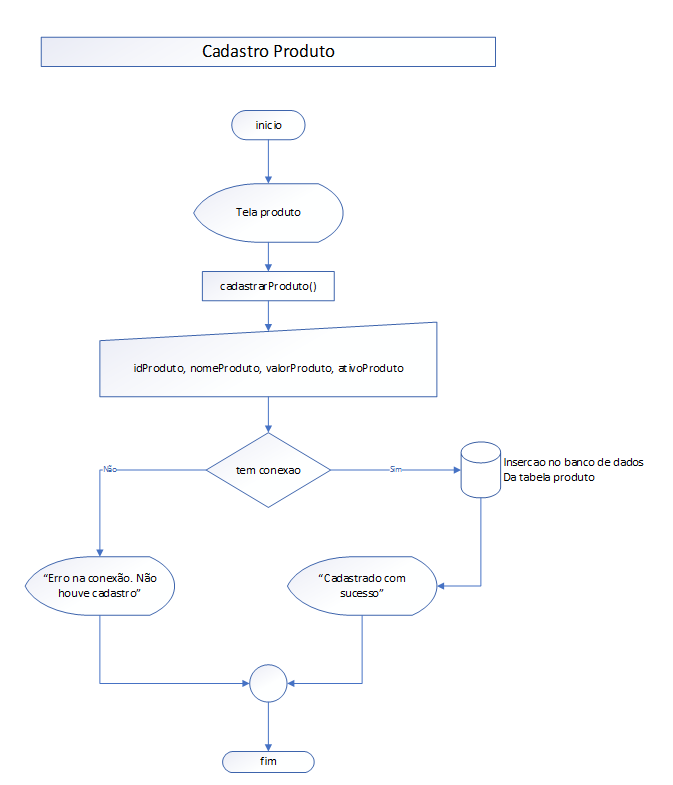 Cadastro Produto
inicio
Tela produto
cadastrarProduto()
idProduto, nomeProduto, valorProduto, ativoProduto
tem conexao
Não
Sim
Insercao no banco de dados
Da tabela produto
“Erro na conexão. Não
houve cadastro”
“Cadastrado com
sucesso”
fim